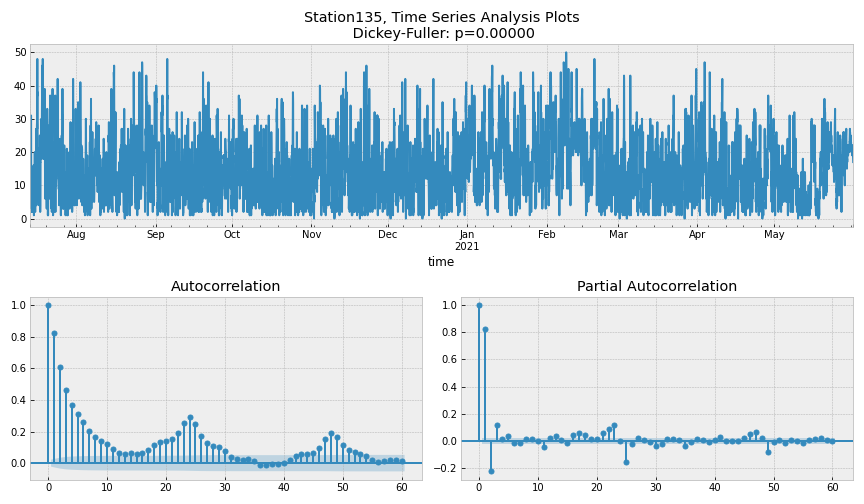 Station135, Time Series Analysis Plots
Dickey-Fuller: p=0.00000
50
40
30
20
10
0
Aug Sep Oct Nov Dec Jan Feb Mar Apr May
2021
time
Autocorrelation Partial Autocorrelation
1.0 1.0
0.8 0.8
0.6 0.6
0.4 0.4
0.2 0.2
0.0 0.0
−0.2
0 10 20 30 40 50 60 0 10 20 30 40 50 60